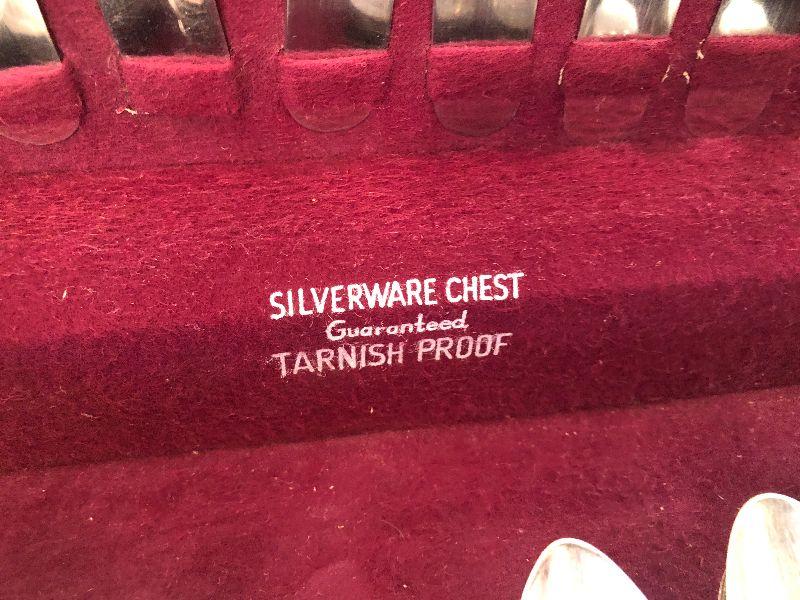 SILVERWARE CHEST
Guaranteed
TARNISH PROOF